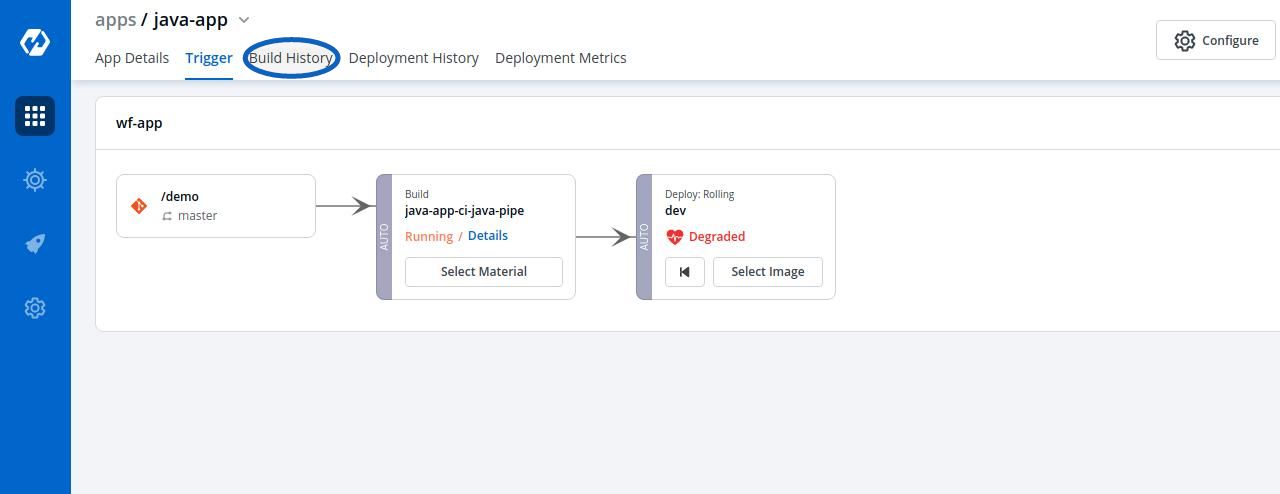 apps / java-app
App Details Trigger Build History Deployment History Deployment Metrics
Configure
wf-app
/demo
master
AUTO
Build
java-app-ci-java-pipe
Running / Details
Select Material
AUTO
Deploy: Rolling
dev
Degraded
Select Image